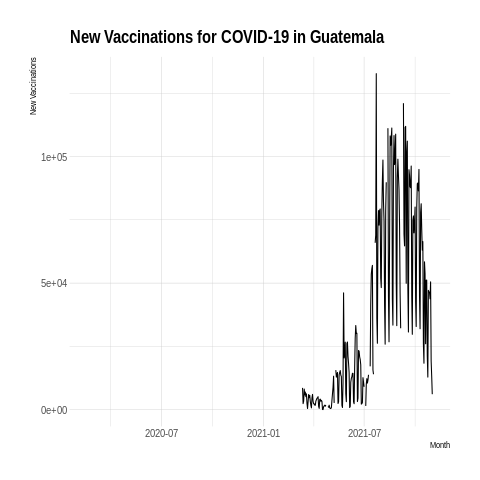 New Vaccinations for COVID-19 in Guatemala
New Vaccinations
1e+05
5e+04
0e+00
2020-07
2021-01
2021-07
Month